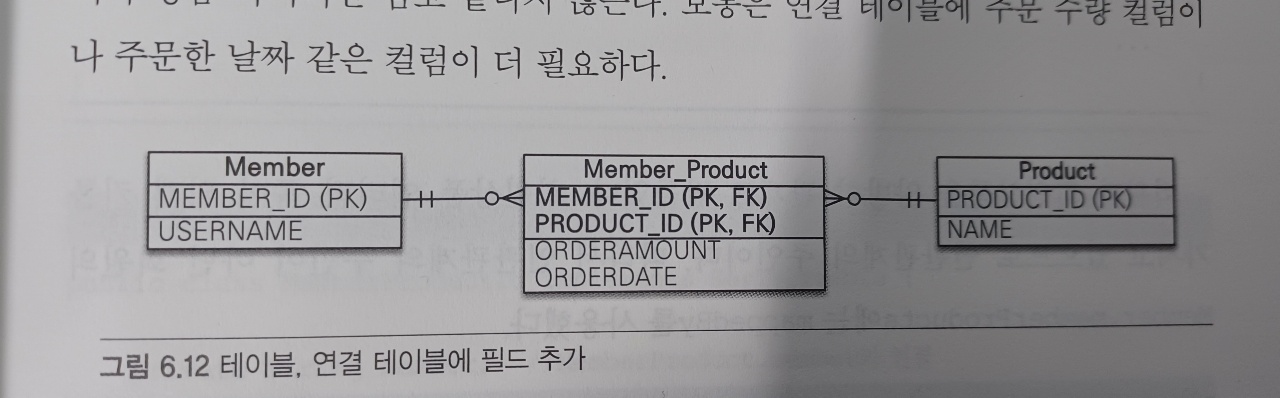 않는다. 보통은 연결 테이블에 주문 수량 컬럼이
나 주문한 날짜 같은 컬럼이 더 필요하다.
Member
MEMBER_ID (PK)
USERNAME
Member_Product
MEMBER_ID (PK, FK)
PRODUCT_ID (PK, FK)
ORDERAMOUNT
ORDERDATE
Product
PRODUCT_ID (PK)
NAME
그림 6.12 테이블, 연결 테이블에 필드 추가